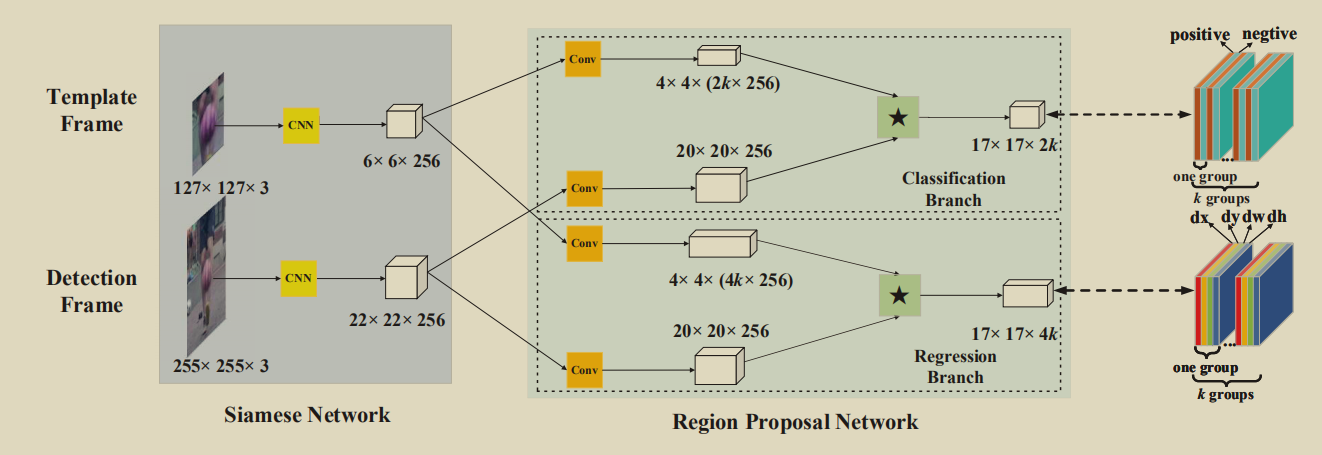 Template
Frame
127× 127× 3
CNN
6× 6× 256
Detection
Frame
255× 255× 3
CNN
22× 22× 256
Siamese Network
Conv
4× 4× (2k× 256)
★
17× 17× 2k
Conv
20× 20× 256
Classification
Branch
Conv
4× 4× (4k× 256)
★
17× 17× 4k
Conv
20× 20× 256
Regression
Branch
Region Proposal Network
positive negtive
...
one group
k groups
dx dy dw dh
...
one group
k groups